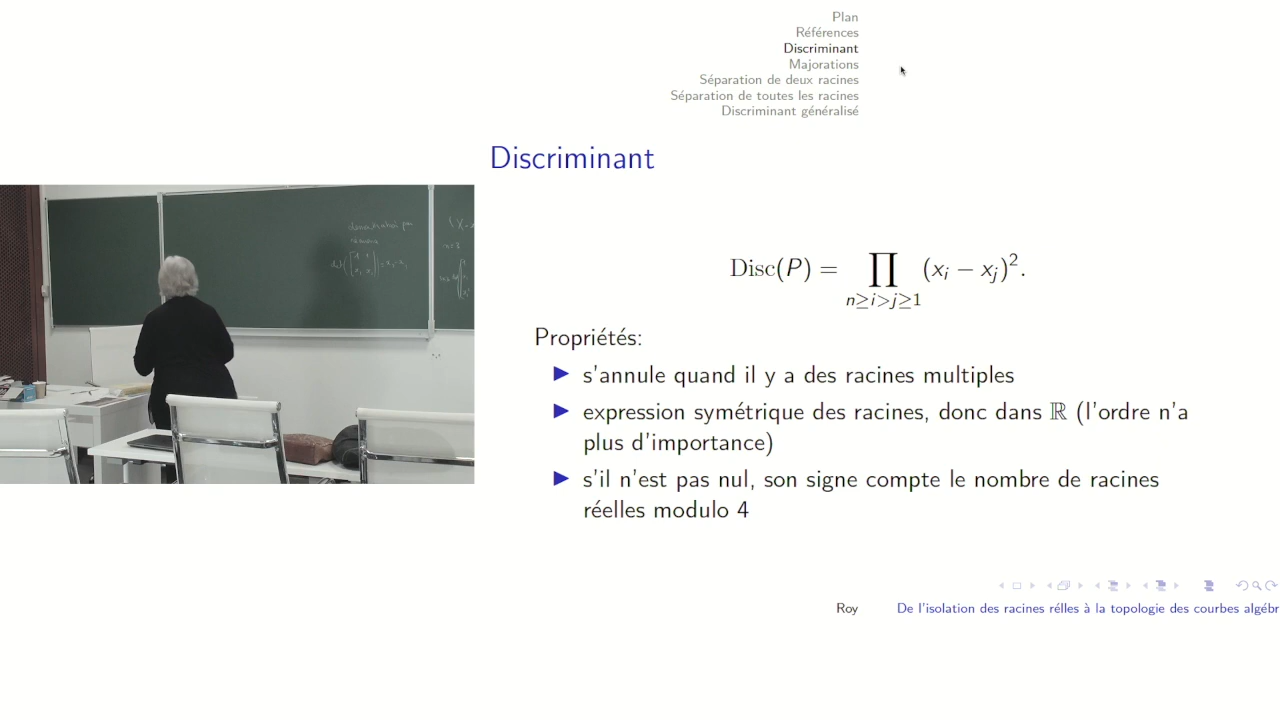 Plan
Références
Discriminant
Majorations
Séparation de deux racines
Séparation de toutes les racines
Discriminant généralisé
Discriminant
Disc(P) = ∏ (xᵢ − xⱼ)².
n≥i>j≥1
Propriétés:
▶ s'annule quand il y a des racines multiples
▶ expression symétrique des racines, donc dans ℝ (l'ordre n'a
plus d'importance)
▶ s'il n'est pas nul, son signe compte le nombre de racines
réelles modulo 4
Roy De l'isolation des racines rélles à la topologie des courbes algébr